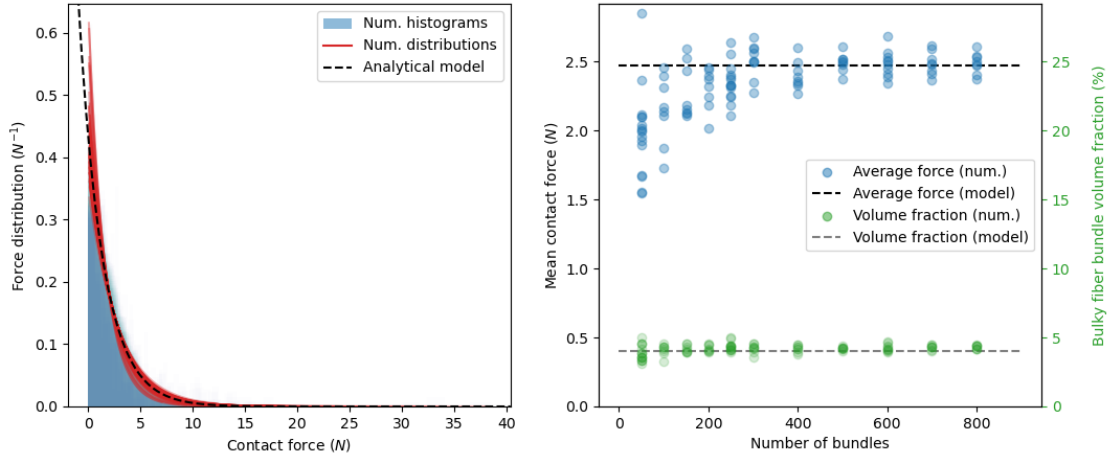 Num. histograms
Num. distributions
Analytical model
Force distribution (N⁻¹)
0.6
0.5
0.4
0.3
0.2
0.1
0.0
0 5 10 15 20 25 30 35 40
Contact force (N)
Mean contact force (N)
2.5
2.0
1.5
1.0
0.5
0.0
0 200 400 600 800
Number of bundles
Average force (num.)
Average force (model)
Volume fraction (num.)
Volume fraction (model)
25
20
15
10
5
0
Bulky fiber bundle volume fraction (%)